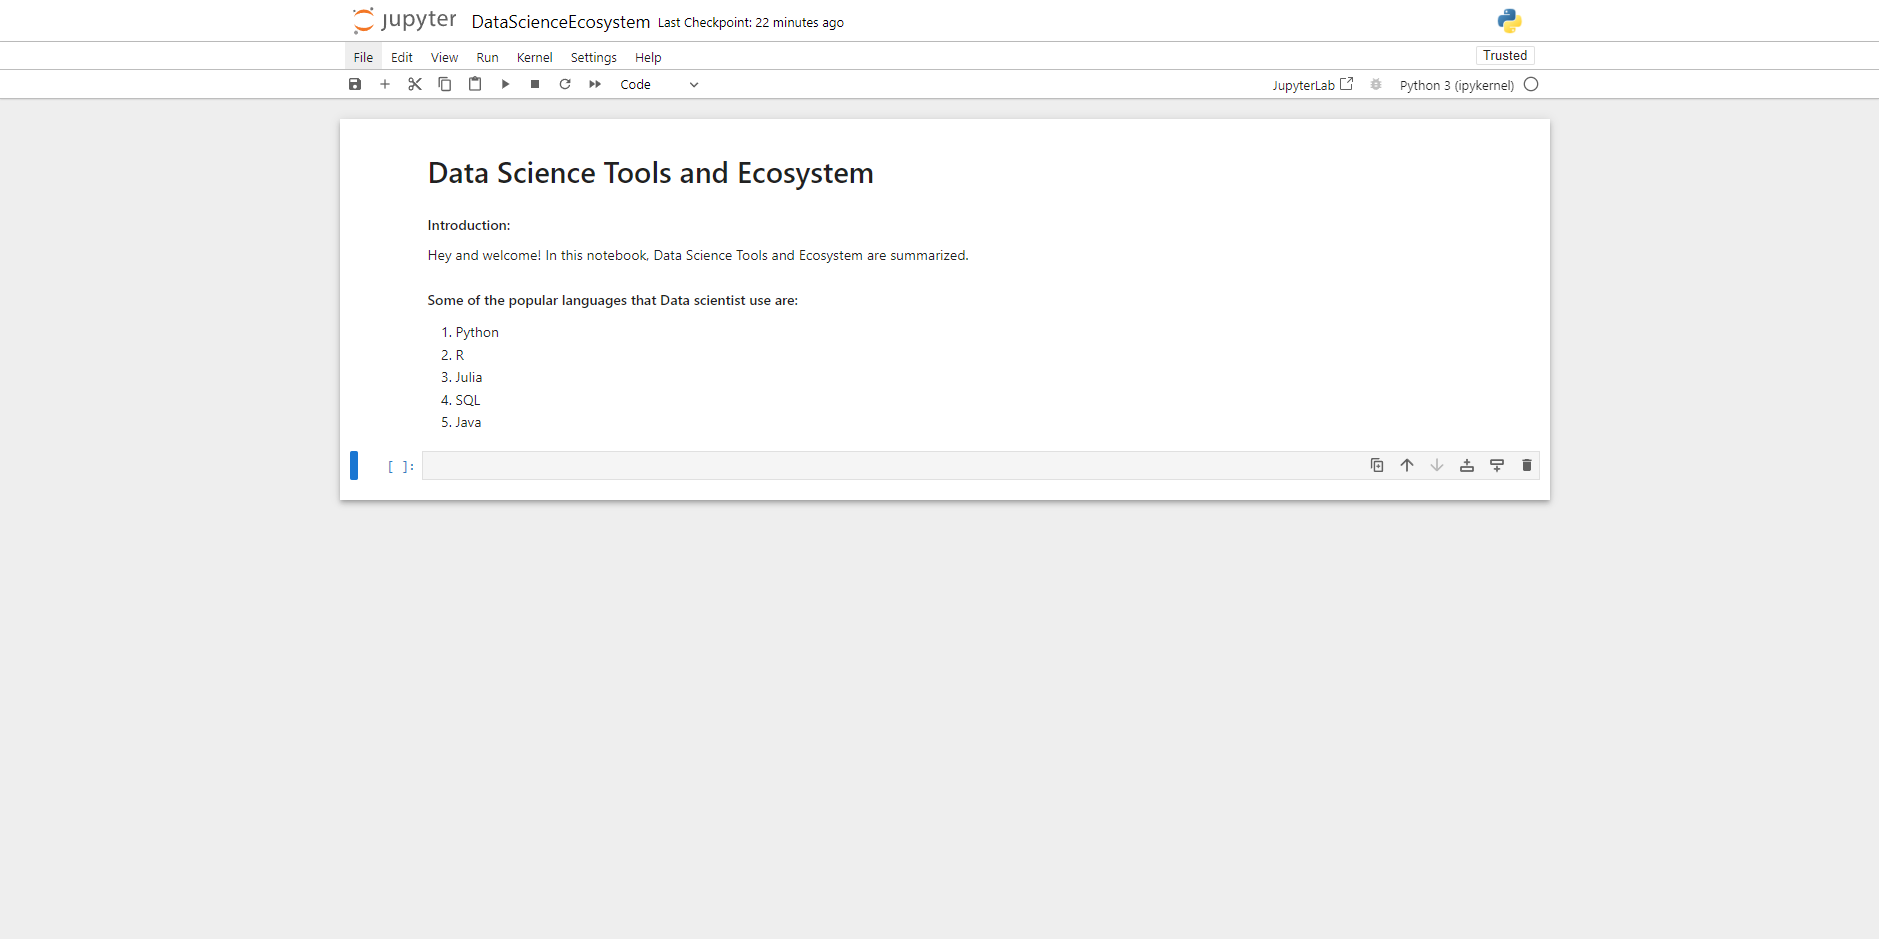 jupyter DataScienceEcosystem Last Checkpoint: 22 minutes ago
File Edit View Run Kernel Settings Help Trusted
Code JupyterLab Python 3 (ipykernel)
Data Science Tools and Ecosystem
Introduction:
Hey and welcome! In this notebook, Data Science Tools and Ecosystem are summarized.
Some of the popular languages that Data scientist use are:
1. Python
2. R
3. Julia
4. SQL
5. Java
[ ]: